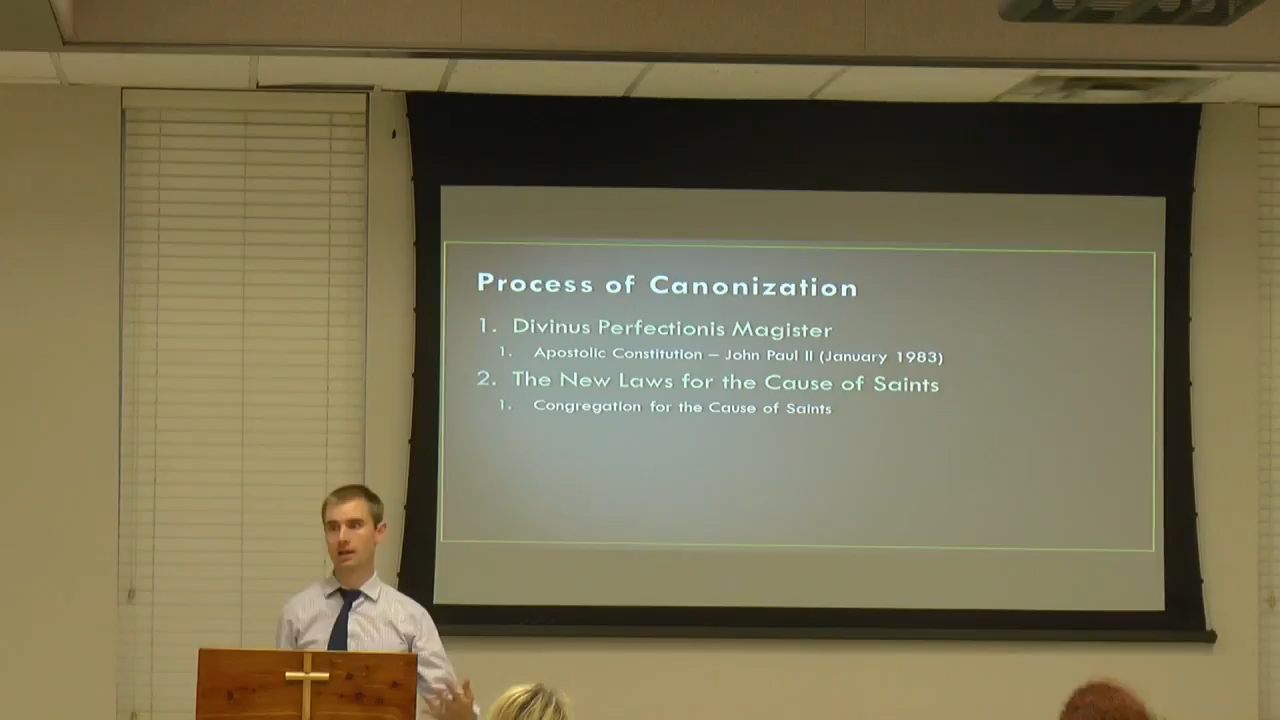 Process of Canonization
1. Divinus Perfectionis Magister
1. Apostolic Constitution – John Paul II (January 1983)
2. The New Laws for the Cause of Saints
1. Congregation for the Cause of Saints